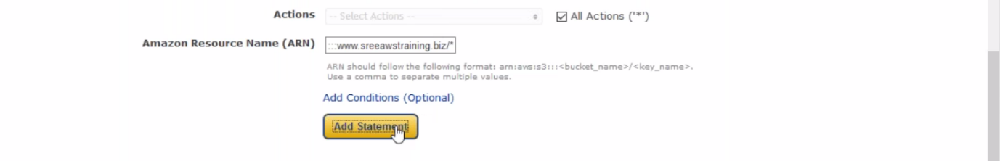 Actions -- Select Actions -- All Actions ('*')
Amazon Resource Name (ARN) :::www.sreeawstraining.biz/*
ARN should follow the following format: arn:aws:s3:::<bucket_name>/<key_name>.
Use a comma to separate multiple values.
Add Conditions (Optional)
Add Statement